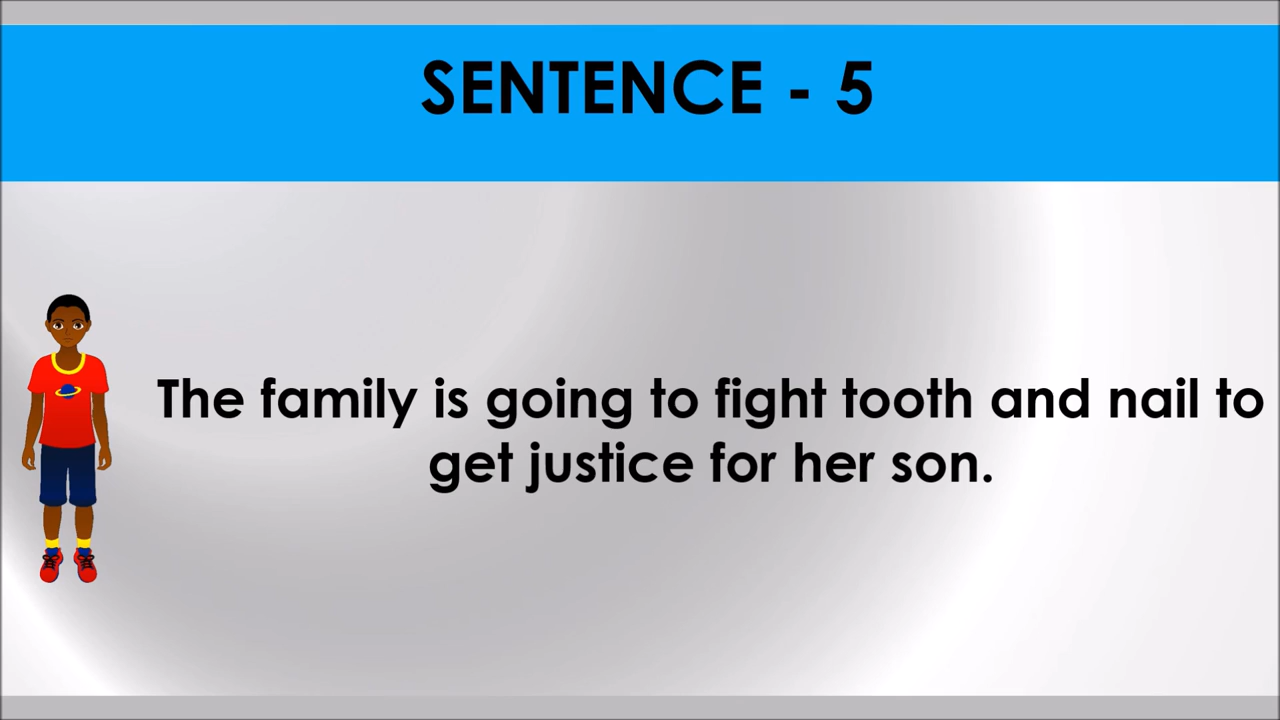 SENTENCE - 5
The family is going to fight tooth and nail to
get justice for her son.